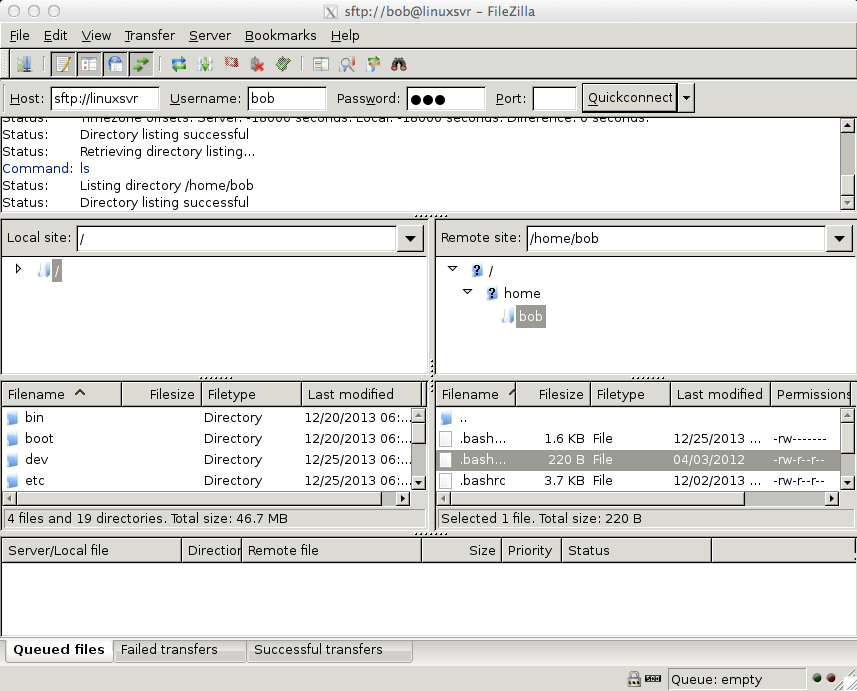 sftp://bob@linuxsvr – FileZilla
File Edit View Transfer Server Bookmarks Help
Host: sftp://linuxsvr Username: bob Password: ●●● Port: Quickconnect
Status: Timezone offsets: Server: -18000 seconds. Local: -18000 seconds. Difference: 0 seconds.
Status: Directory listing successful
Status: Retrieving directory listing...
Command: ls
Status: Listing directory /home/bob
Status: Directory listing successful
Local site: /
/
Remote site: /home/bob
? /
? home
bob
Filename Filesize Filetype Last modified
bin Directory 12/20/2013 06:...
boot Directory 12/20/2013 06:...
dev Directory 12/25/2013 06:...
etc Directory 12/25/2013 06:...
4 files and 19 directories. Total size: 46.7 MB
Filename Filesize Filetype Last modified Permissions
..
.bash... 1.6 KB File 12/25/2013 ... -rw-------
.bash... 220 B File 04/03/2012 -rw-r--r--
.bashrc 3.7 KB File 12/02/2013 ... -rw-r--r--
Selected 1 file. Total size: 220 B
Server/Local file Direction Remote file Size Priority Status
Queued files Failed transfers Successful transfers
Queue: empty